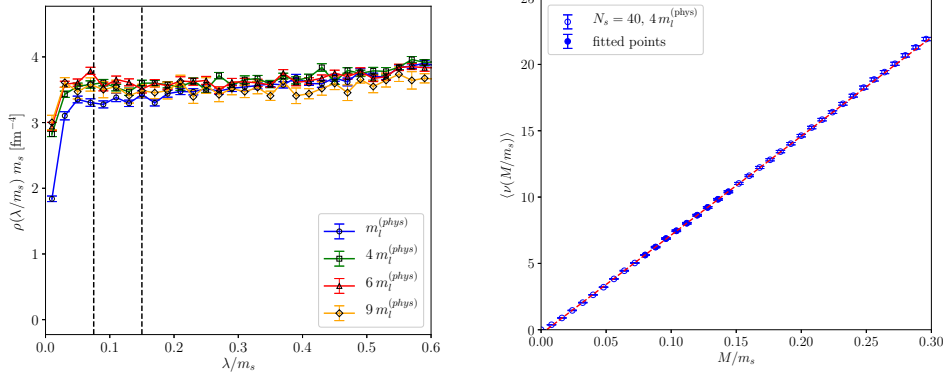 4
3
2
1
0
0.0 0.1 0.2 0.3 0.4 0.5 0.6
λ/m_s
ρ(λ/m_s) m_s [fm^{−4}]
m_l^{(phys)}
4 m_l^{(phys)}
6 m_l^{(phys)}
9 m_l^{(phys)}
N_s = 40, 4 m_l^{(phys)}
fitted points
20
15
10
5
0
0.00 0.05 0.10 0.15 0.20 0.25 0.30
M/m_s
⟨ν(M/m_s)⟩